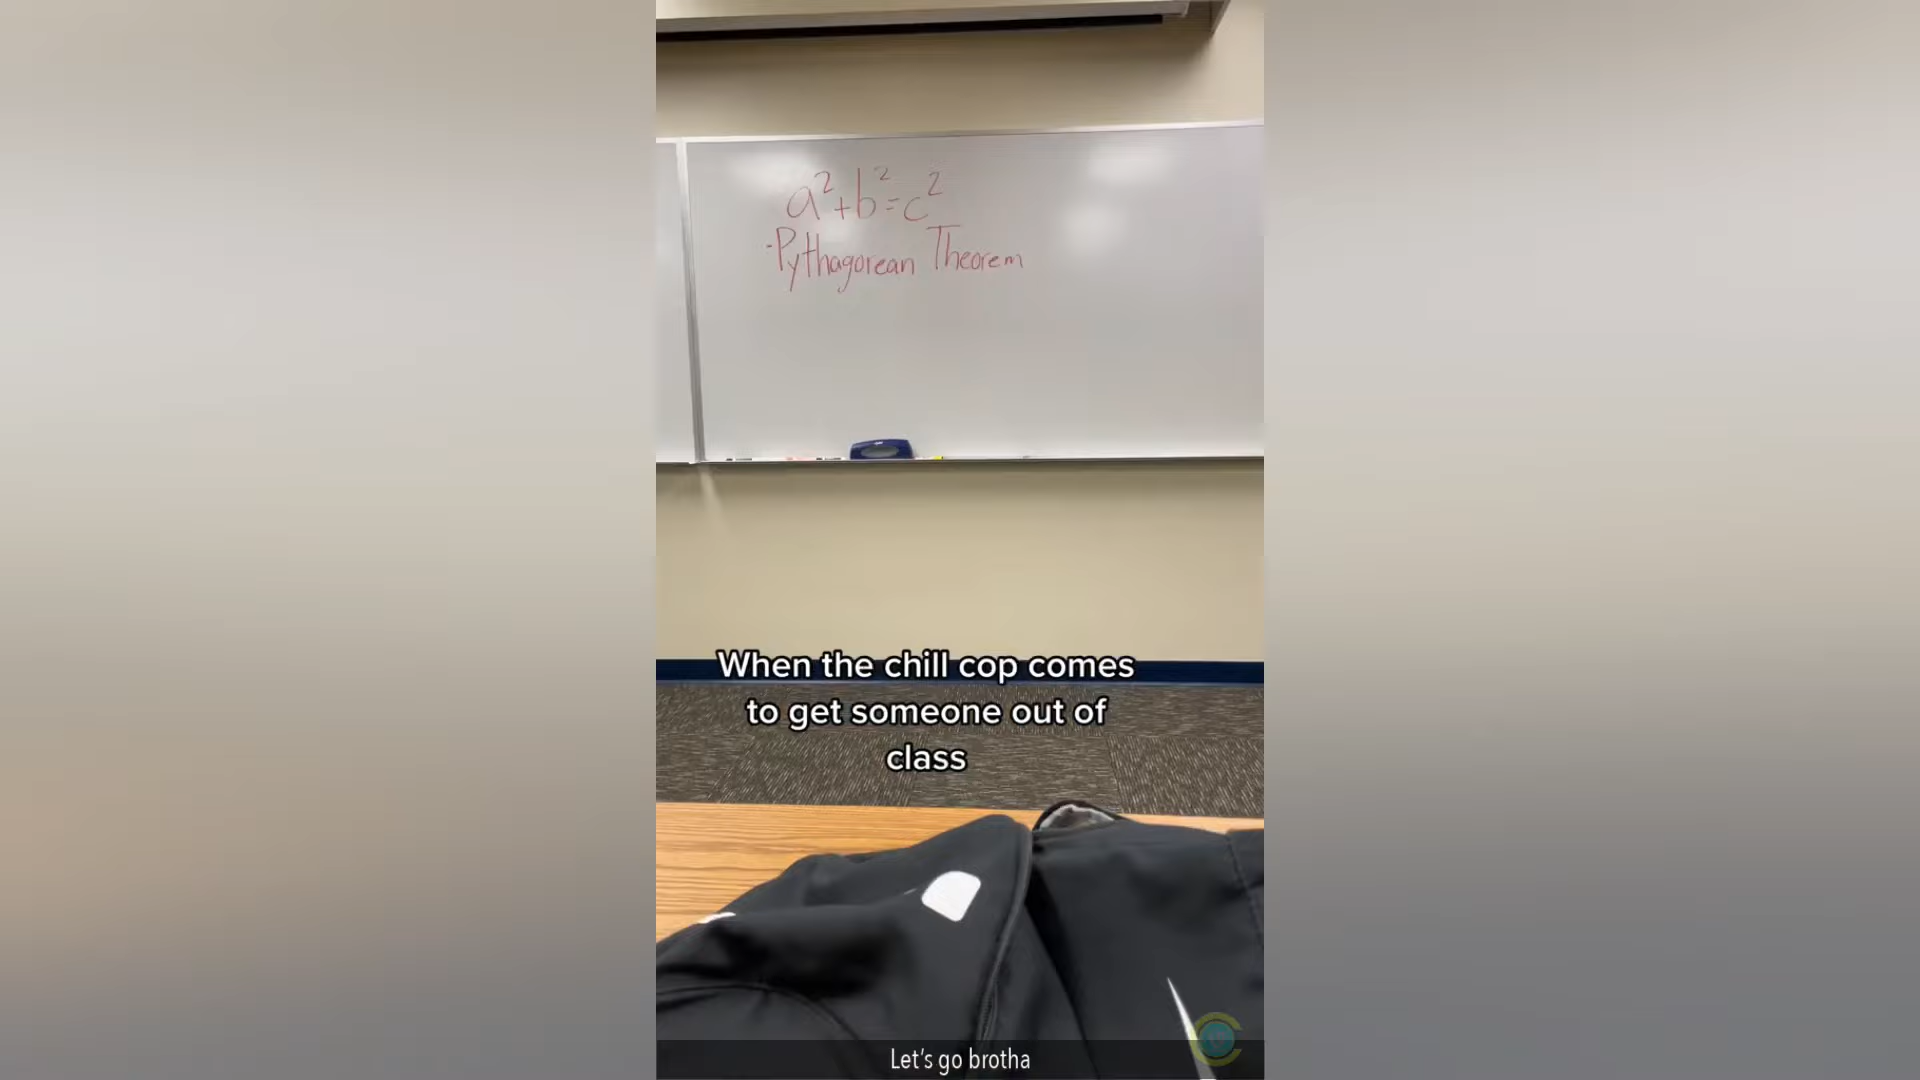 a²+b²=c²
·Pythagorean Theorem
When the chill cop comes
to get someone out of
class
Let's go brotha